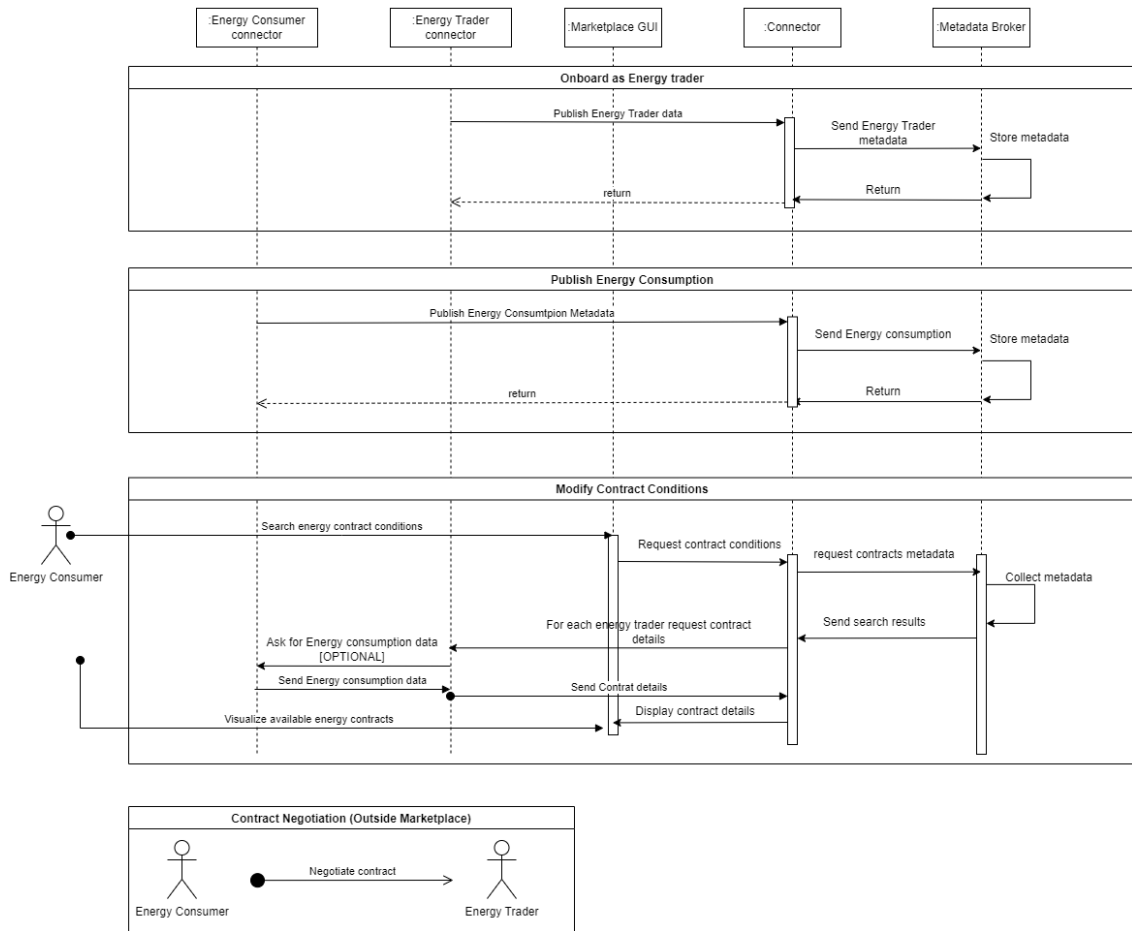 :Energy Consumer
connector
:Energy Trader
connector
:Marketplace GUI
:Connector
:Metadata Broker
Onboard as Energy trader
Publish Energy Trader data
Send Energy Trader
metadata
Store metadata
Return
return
Publish Energy Consumption
Publish Energy Consumtpion Metadata
Send Energy consumption
Store metadata
Return
return
Modify Contract Conditions
Search energy contract conditions
Energy Consumer
Request contract conditions
request contracts metadata
Collect metadata
Send search results
For each energy trader request contract
details
Ask for Energy consumption data
[OPTIONAL]
Send Energy consumption data
Send Contrat details
Display contract details
Visualize available energy contracts
Contract Negotiation (Outside Marketplace)
Negotiate contract
Energy Consumer
Energy Trader